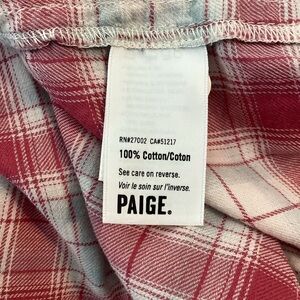 RN#27002 CA#51217
100% Cotton/Coton
See care on reverse.
Voir le soin sur l'inverse.
PAIGE.